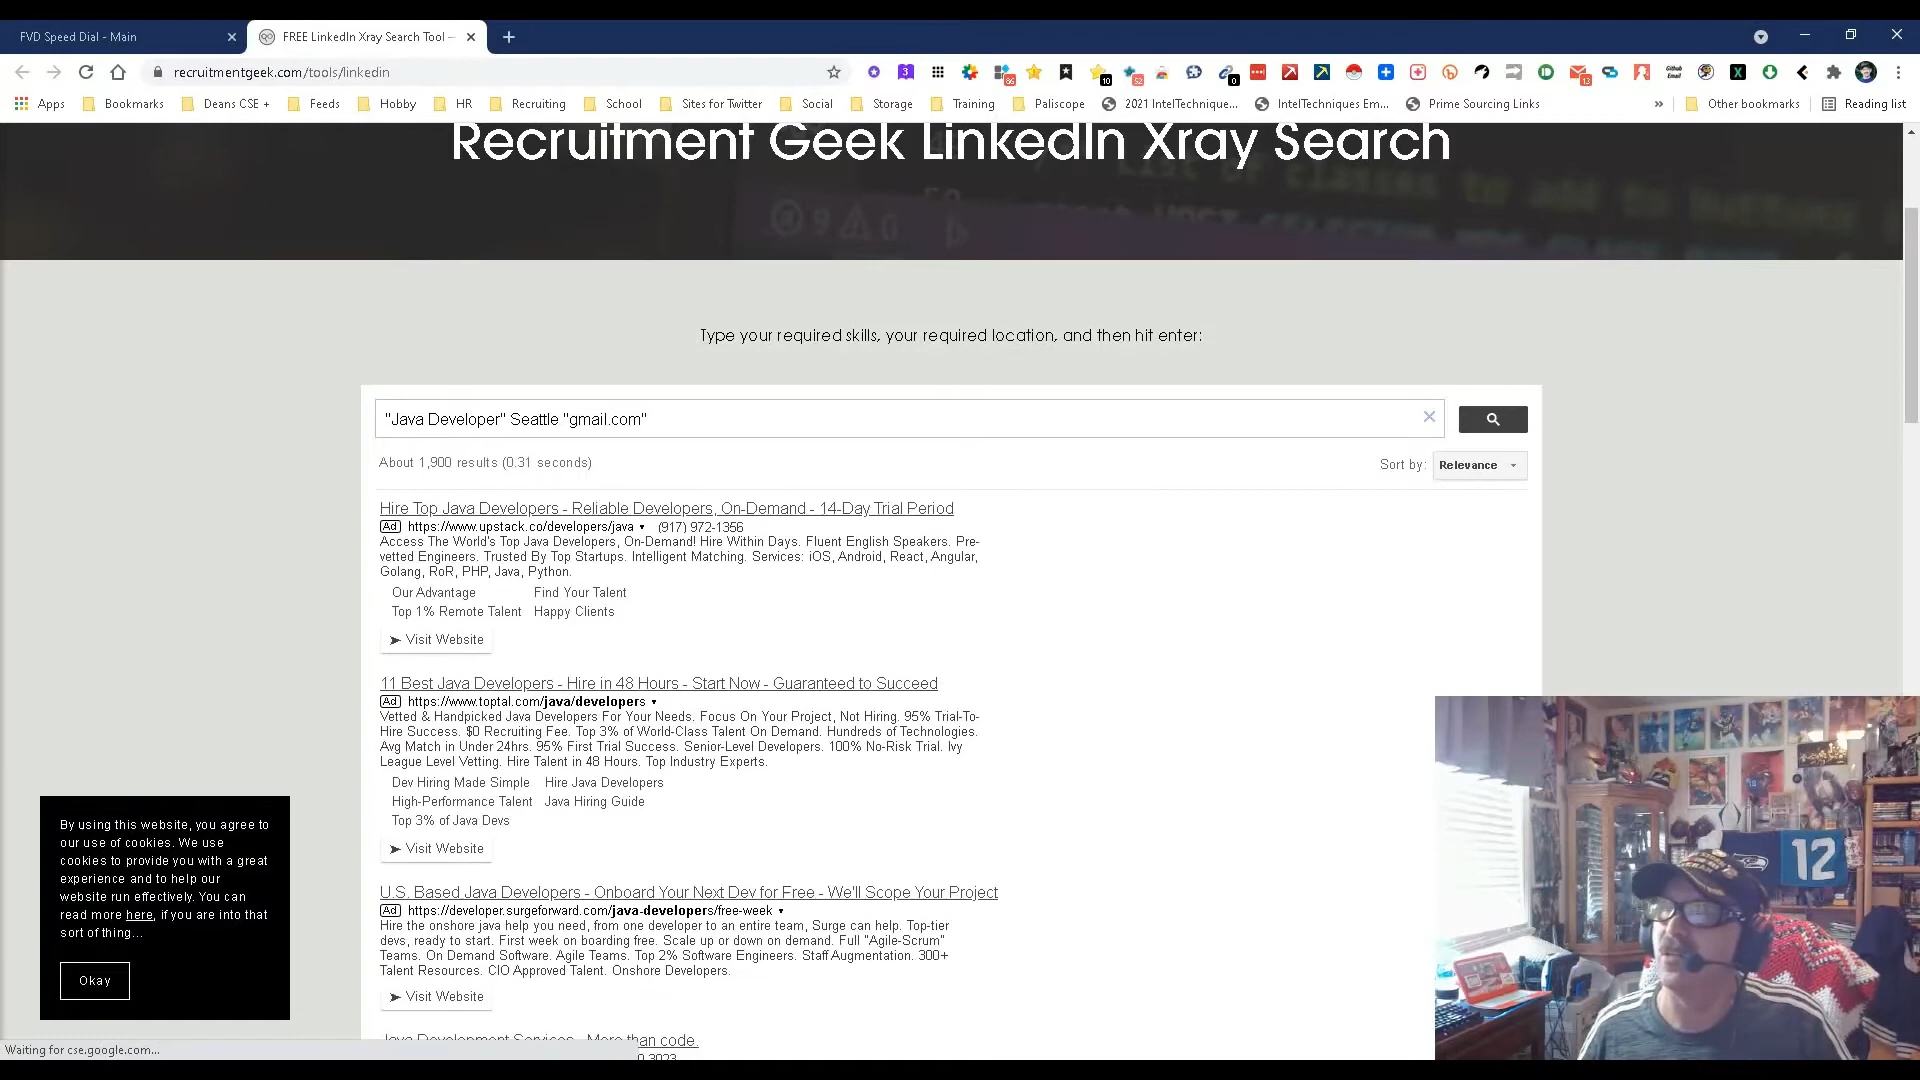 FVD Speed Dial - Main
FREE LinkedIn Xray Search Tool –
recruitmentgeek.com/tools/linkedin
3
86
10
52
0
13
Apps
Bookmarks
Deans CSE +
Feeds
Hobby
HR
Recruiting
School
Sites for Twitter
Social
Storage
Training
Paliscope
2021 IntelTechnique...
IntelTechniques Em...
Prime Sourcing Links
»
Other bookmarks
Reading list
Recruitment Geek LinkedIn Xray Search
Type your required skills, your required location, and then hit enter:
"Java Developer" Seattle "gmail.com"
About 1,900 results (0.31 seconds)
Sort by: Relevance
Hire Top Java Developers - Reliable Developers, On-Demand - 14-Day Trial Period
Ad https://www.upstack.co/developers/java (917) 972-1356
Access The World's Top Java Developers, On-Demand! Hire Within Days. Fluent English Speakers. Pre-
vetted Engineers. Trusted By Top Startups. Intelligent Matching. Services: iOS, Android, React, Angular,
Golang, RoR, PHP, Java, Python.
Our Advantage Find Your Talent
Top 1% Remote Talent Happy Clients
Visit Website
11 Best Java Developers - Hire in 48 Hours - Start Now - Guaranteed to Succeed
Ad https://www.toptal.com/java/developers
Vetted & Handpicked Java Developers For Your Needs. Focus On Your Project, Not Hiring. 95% Trial-To-
Hire Success. $0 Recruiting Fee. Top 3% of World-Class Talent On Demand. Hundreds of Technologies.
Avg Match in Under 24hrs. 95% First Trial Success. Senior-Level Developers. 100% No-Risk Trial. Ivy
League Level Vetting. Hire Talent in 48 Hours. Top Industry Experts.
Dev Hiring Made Simple Hire Java Developers
High-Performance Talent Java Hiring Guide
Top 3% of Java Devs
Visit Website
U.S. Based Java Developers - Onboard Your Next Dev for Free - We'll Scope Your Project
Ad https://developer.surgeforward.com/java-developers/free-week
Hire the onshore java help you need, from one developer to an entire team, Surge can help. Top-tier
devs, ready to start. First week on boarding free. Scale up or down on demand. Full "Agile-Scrum"
Teams. On Demand Software. Agile Teams. Top 2% Software Engineers. Staff Augmentation. 300+
Talent Resources. CIO Approved Talent. Onshore Developers.
Visit Website
Java Development Services - More than code.
By using this website, you agree to
our use of cookies. We use
cookies to provide you with a great
experience and to help our
website run effectively. You can
read more here, if you are into that
sort of thing...
Okay
Waiting for cse.google.com...
12